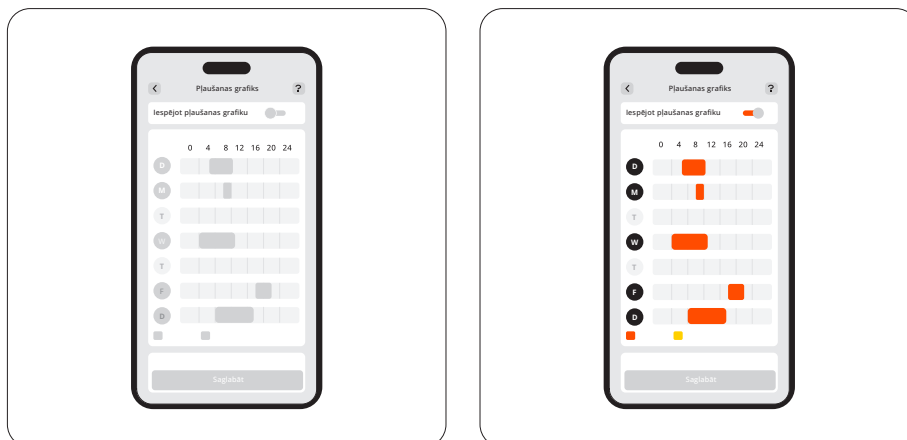 Pļaušanas grafiks ?
Iespējot pļaušanas grafiku
0 4 8 12 16 20 24
D
M
T
W
T
F
D
Saglabāt
Pļaušanas grafiks ?
Iespējot pļaušanas grafiku
0 4 8 12 16 20 24
D
M
T
W
T
F
D
Saglabāt